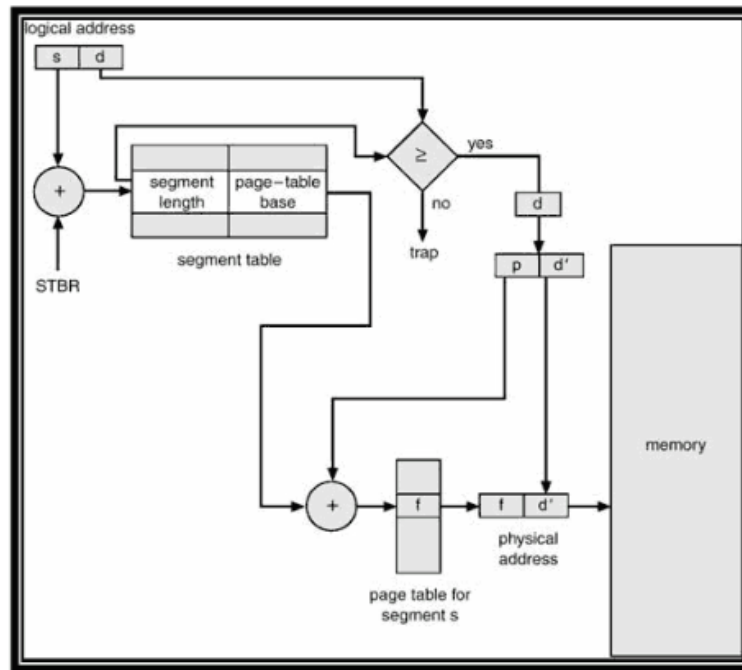 logical address
s d
≥
yes
+
segment length
page-table base
no
d
trap
segment table
p d'
STBR
memory
+
f
f d'
physical address
page table for segment s